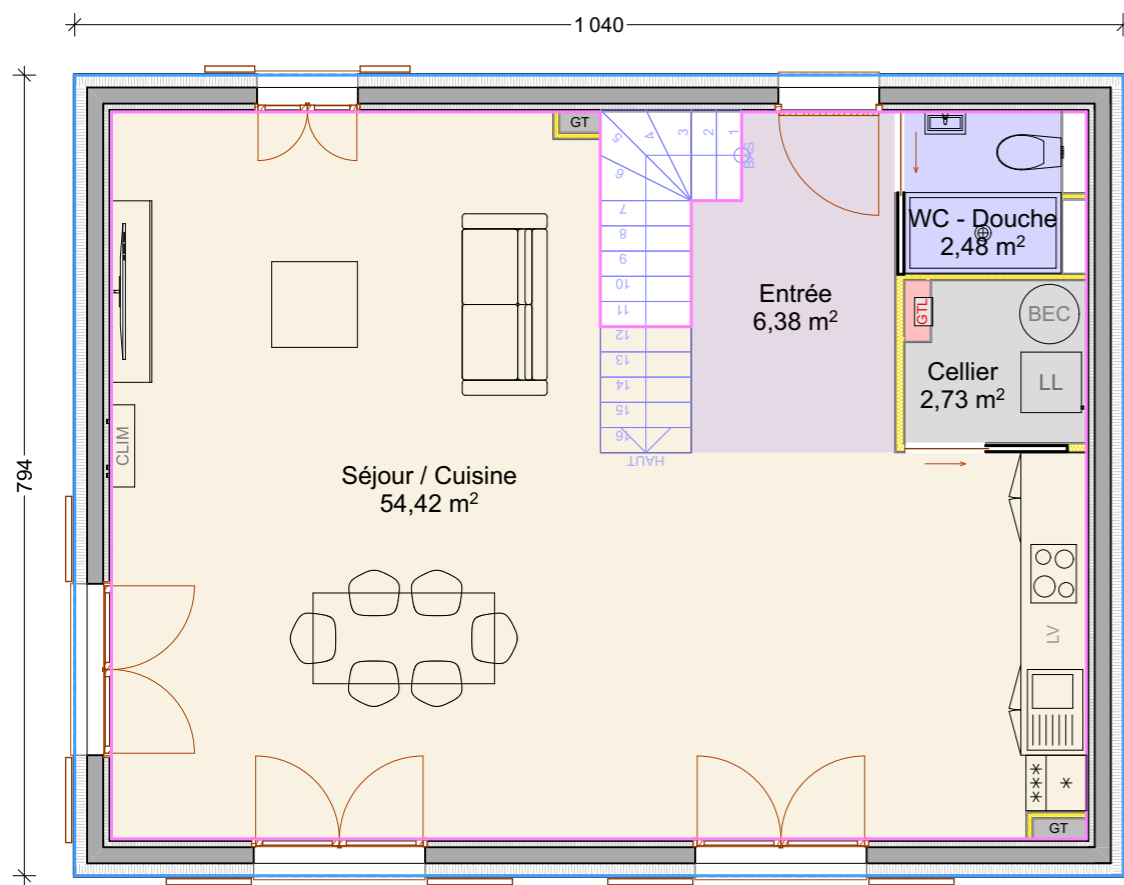 1 040
794
GT
5
4
3
2
1
BAS
6
7
8
9
10
11
12
13
14
15
16
HAUT
WC - Douche
2,48 m²
Entrée
6,38 m²
GTL
BEC
LL
Cellier
2,73 m²
CLIM
Séjour / Cuisine
54,42 m²
LV
***
*
GT